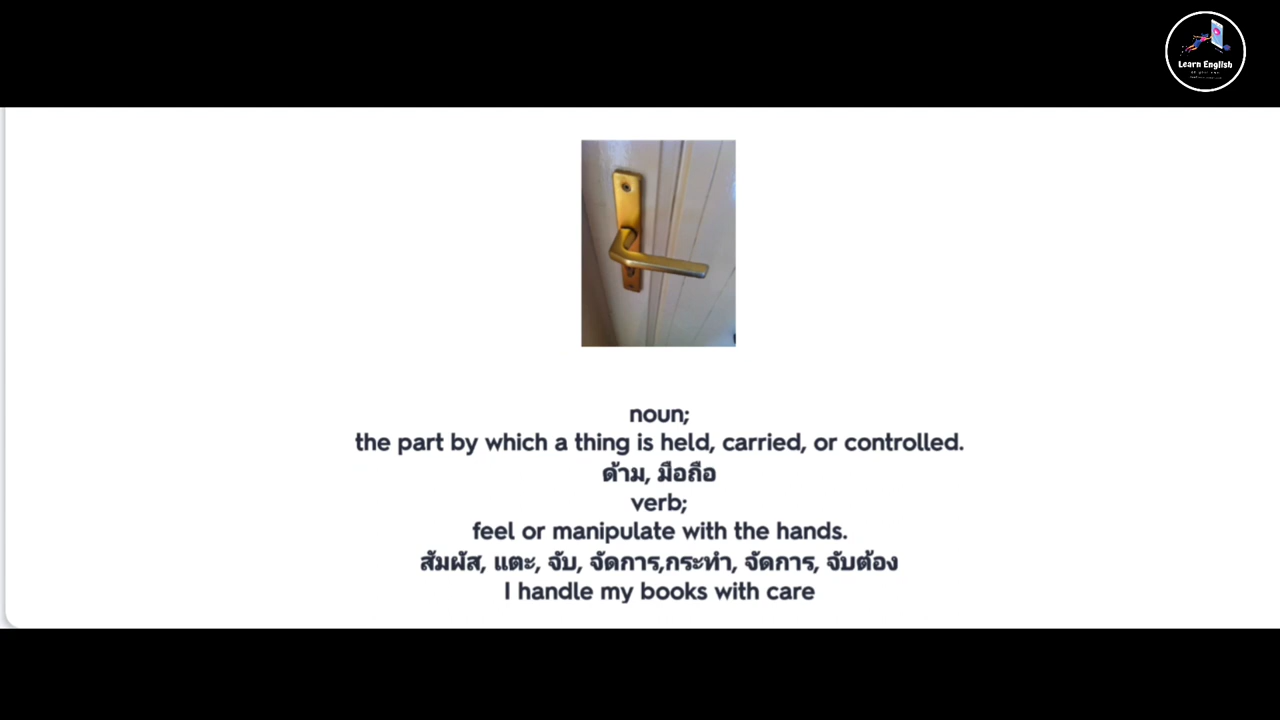 Learn English
noun;
the part by which a thing is held, carried, or controlled.
ด้าม, มือถือ
verb;
feel or manipulate with the hands.
สัมผัส, แตะ, จับ, จัดการ,กระทำ, จัดการ, จับต้อง
I handle my books with care